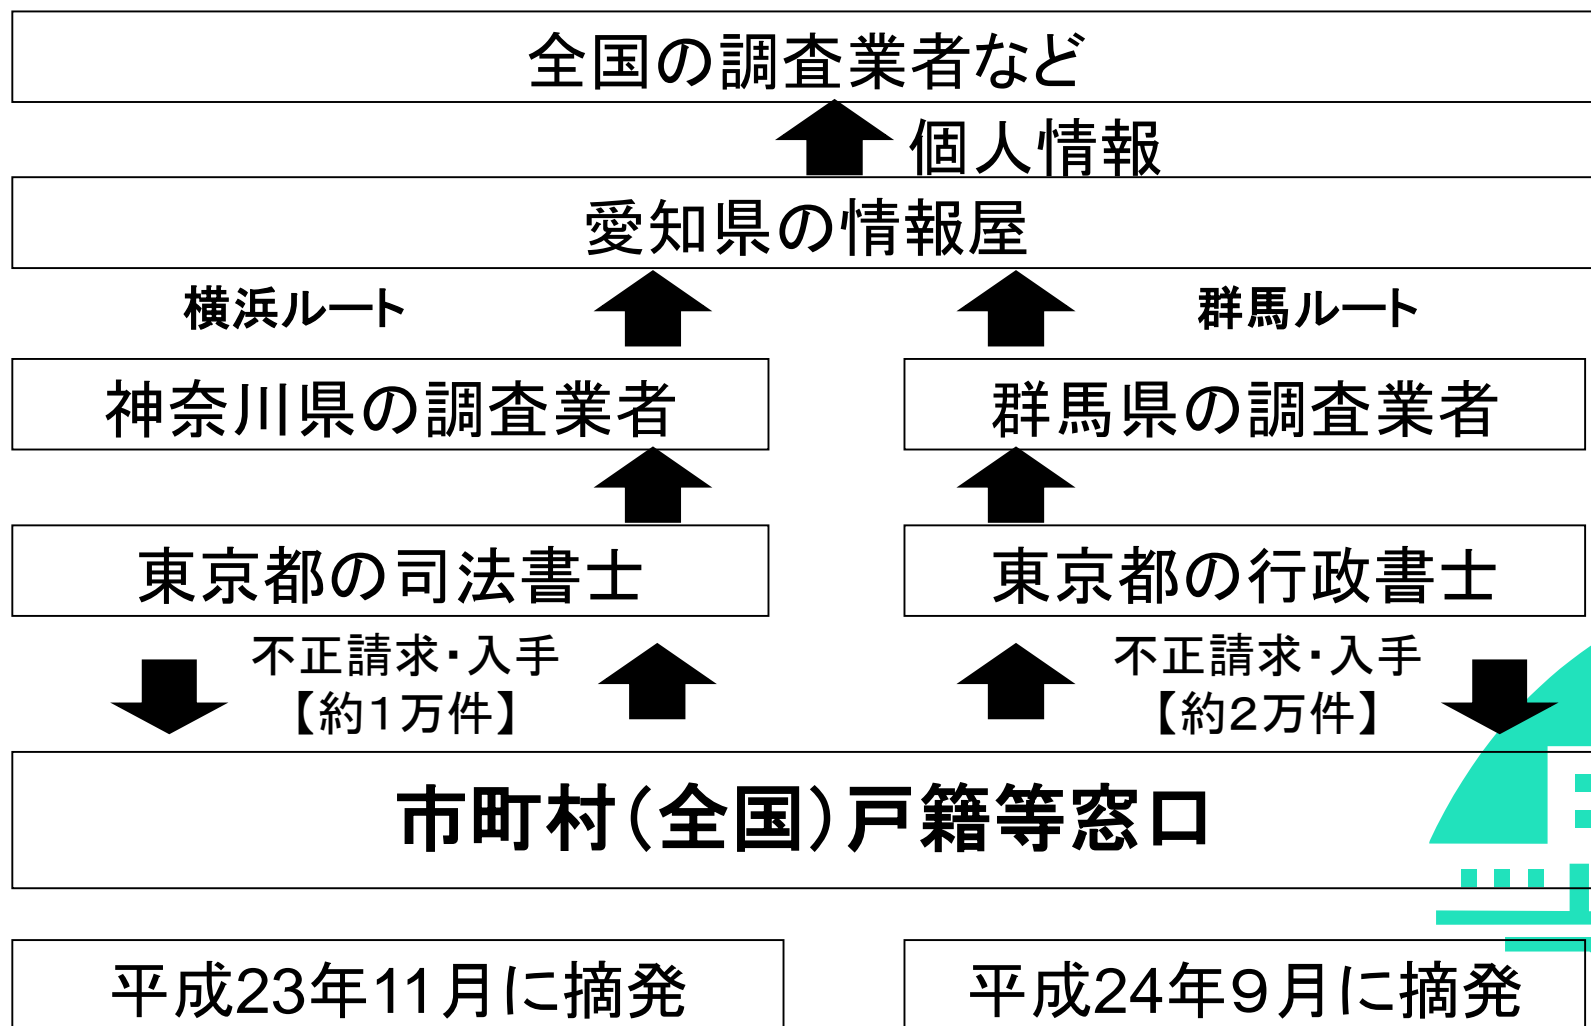 全国の調査業者など
個人情報
愛知県の情報屋
横浜ルート
群馬ルート
神奈川県の調査業者
群馬県の調査業者
東京都の司法書士
東京都の行政書士
不正請求・入手
【約1万件】
不正請求・入手
【約2万件】
市町村(全国)戸籍等窓口
平成23年11月に摘発
平成24年9月に摘発